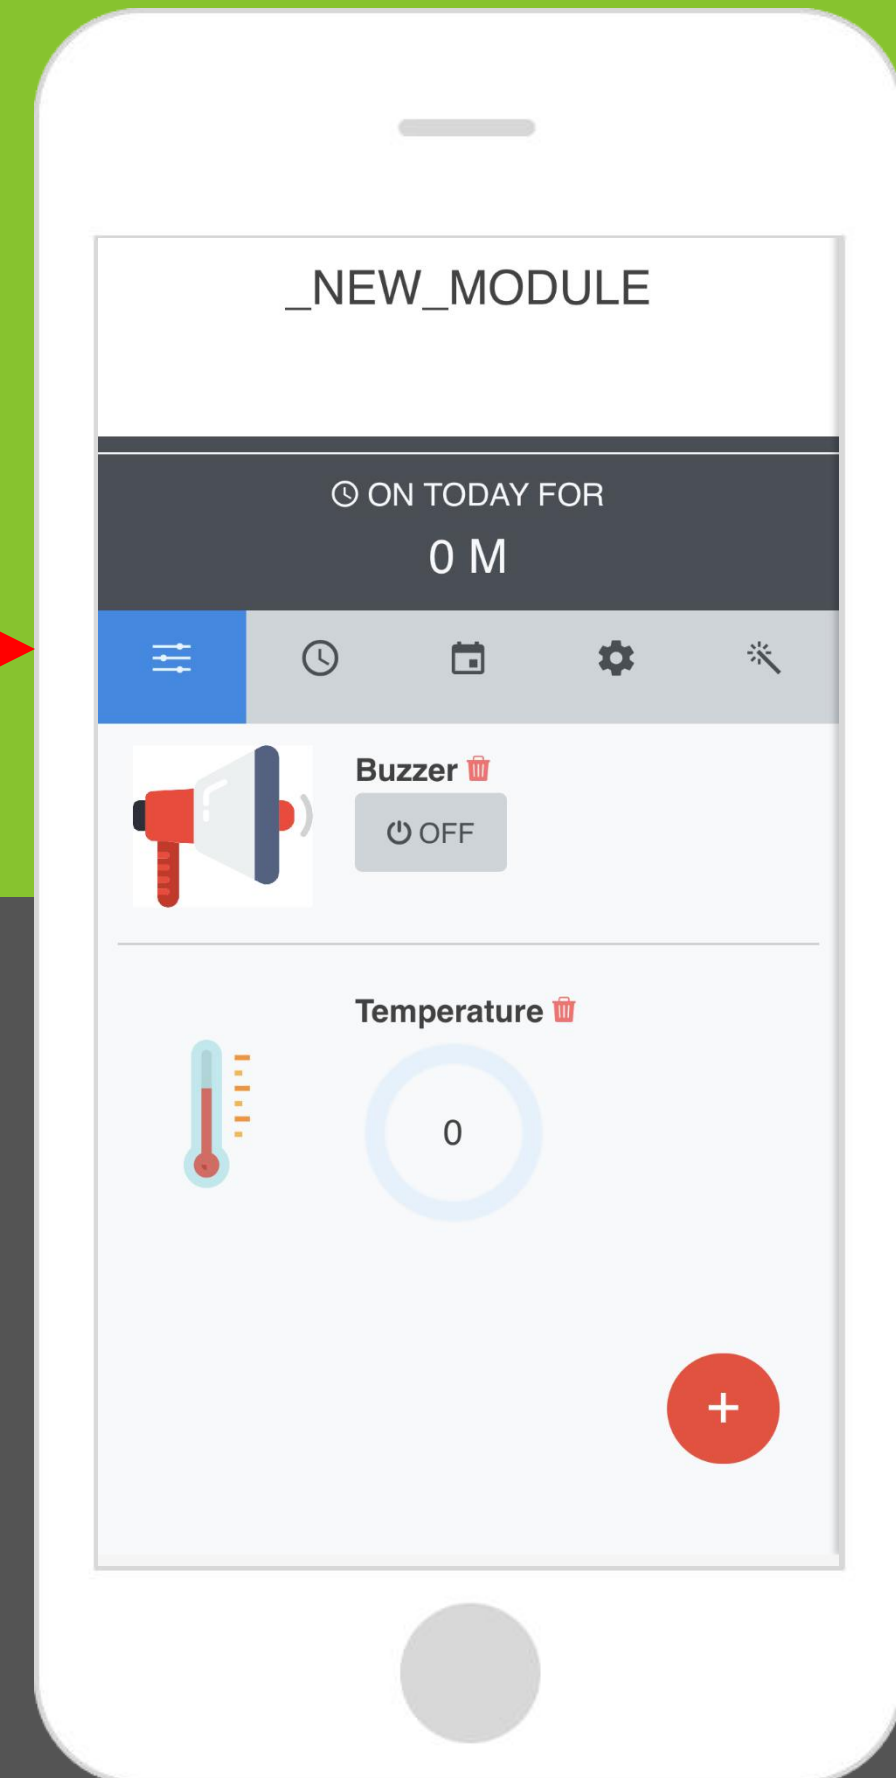 _NEW_MODULE
ON TODAY FOR
0 M
Buzzer
OFF
Temperature
0
+